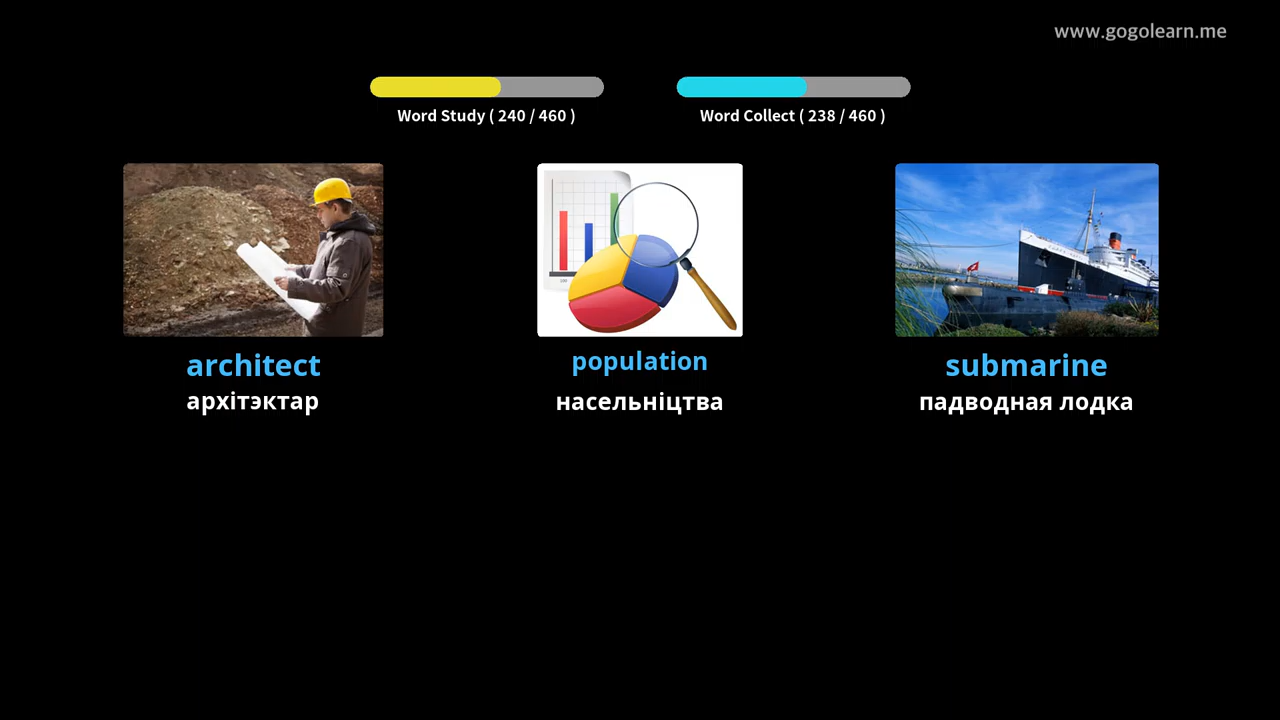 www.gogolearn.me
Word Study ( 240 / 460 )
Word Collect ( 238 / 460 )
architect
population
submarine
архітэктар
насельніцтва
падводная лодка